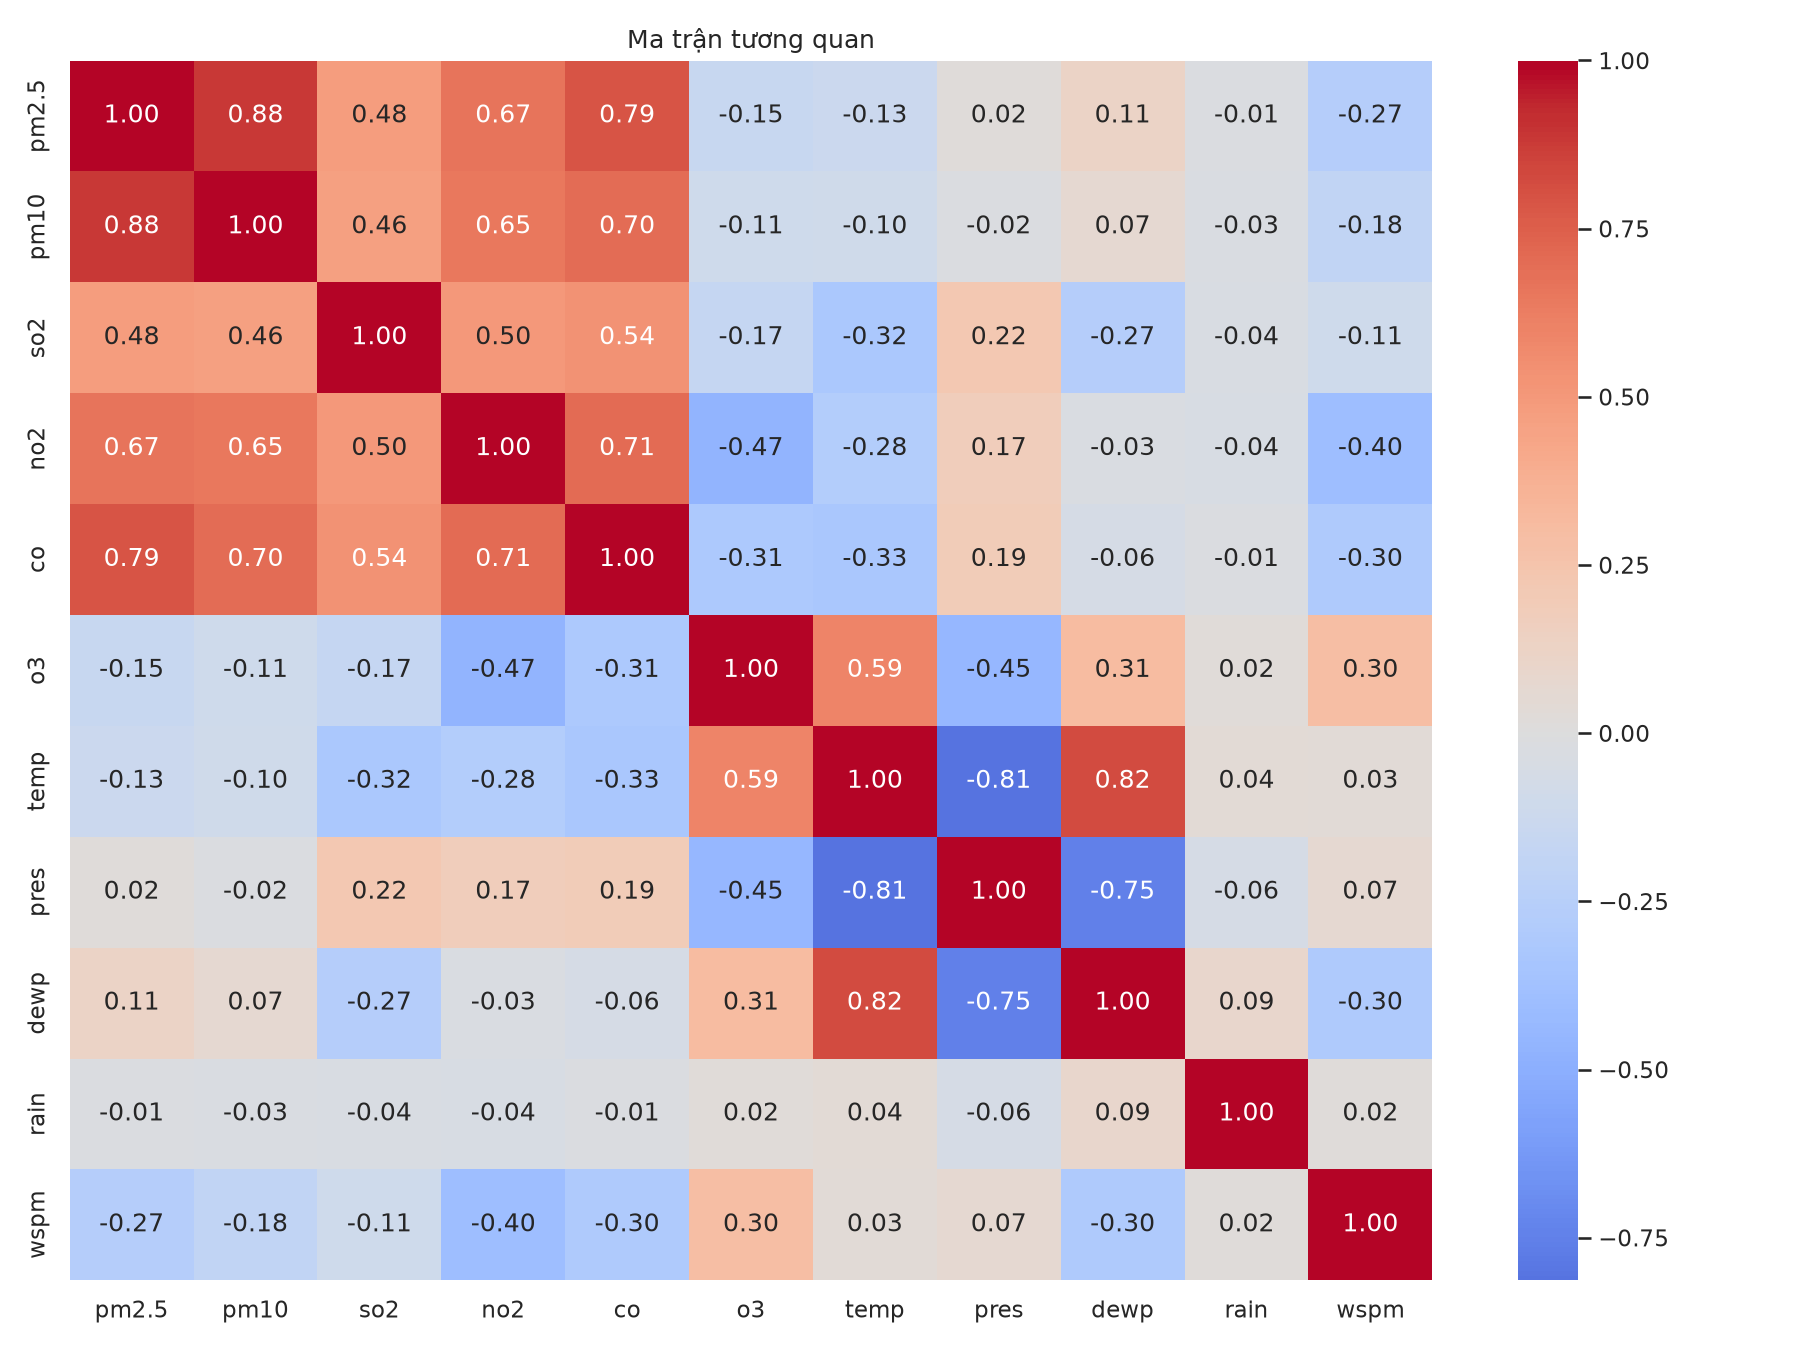 Ma trận tương quan
pm2.5 1.00 0.88 0.48 0.67 0.79 -0.15 -0.13 0.02 0.11 -0.01 -0.27
pm10 0.88 1.00 0.46 0.65 0.70 -0.11 -0.10 -0.02 0.07 -0.03 -0.18
so2 0.48 0.46 1.00 0.50 0.54 -0.17 -0.32 0.22 -0.27 -0.04 -0.11
no2 0.67 0.65 0.50 1.00 0.71 -0.47 -0.28 0.17 -0.03 -0.04 -0.40
co 0.79 0.70 0.54 0.71 1.00 -0.31 -0.33 0.19 -0.06 -0.01 -0.30
o3 -0.15 -0.11 -0.17 -0.47 -0.31 1.00 0.59 -0.45 0.31 0.02 0.30
temp -0.13 -0.10 -0.32 -0.28 -0.33 0.59 1.00 -0.81 0.82 0.04 0.03
pres 0.02 -0.02 0.22 0.17 0.19 -0.45 -0.81 1.00 -0.75 -0.06 0.07
dewp 0.11 0.07 -0.27 -0.03 -0.06 0.31 0.82 -0.75 1.00 0.09 -0.30
rain -0.01 -0.03 -0.04 -0.04 -0.01 0.02 0.04 -0.06 0.09 1.00 0.02
wspm -0.27 -0.18 -0.11 -0.40 -0.30 0.30 0.03 0.07 -0.30 0.02 1.00
pm2.5 pm10 so2 no2 co o3 temp pres dewp rain wspm
1.00
0.75
0.50
0.25
0.00
−0.25
−0.50
−0.75